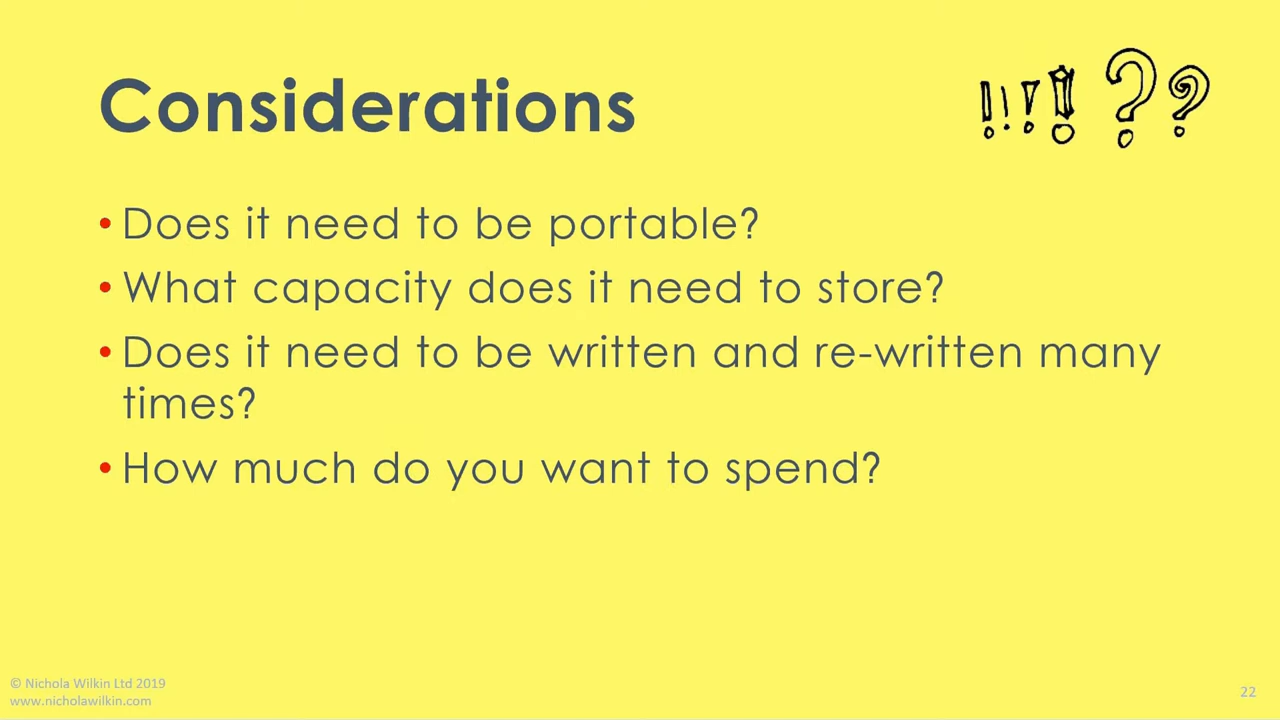 Considerations
!!!! ??
• Does it need to be portable?
• What capacity does it need to store?
• Does it need to be written and re-written many
times?
• How much do you want to spend?
© Nichola Wilkin Ltd 2019
www.nicholawilkin.com
22